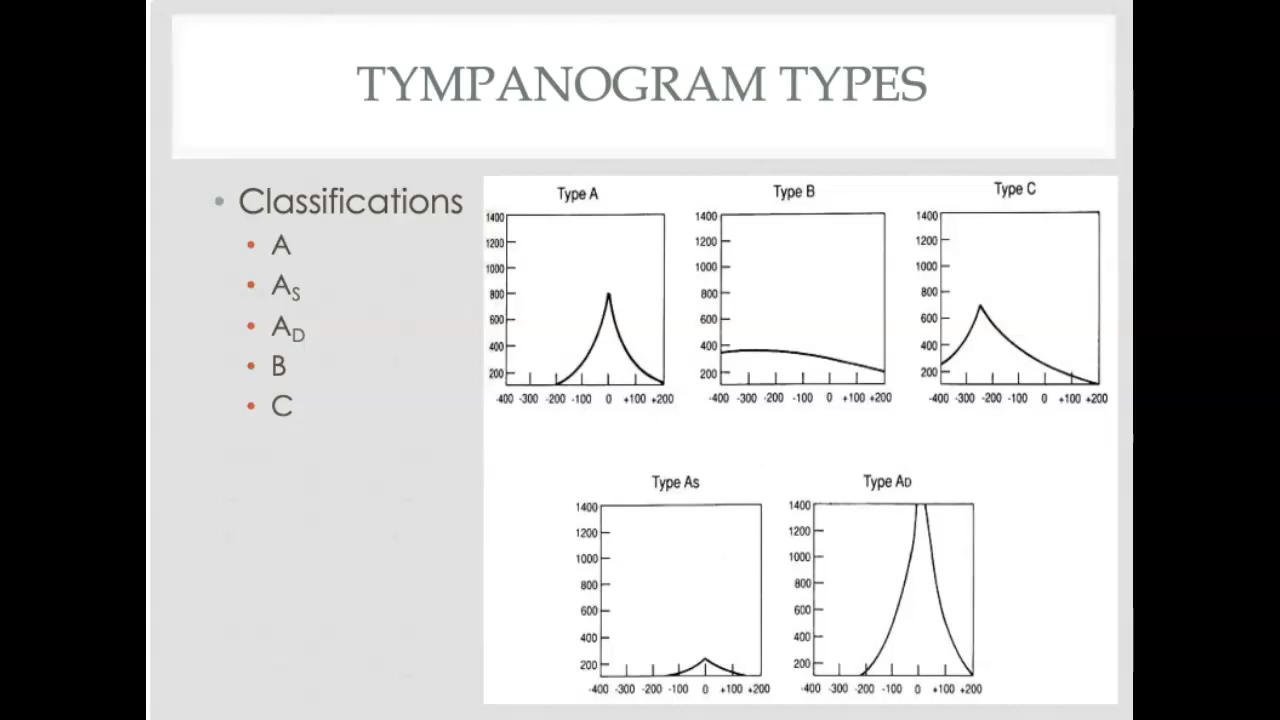 TYMPANOGRAM TYPES
• Classifications
• A
• AS
• AD
• B
• C
Type A
1400
1200
1000
800
600
400
200
-400 -300 -200 -100 0 +100 +200
Type B
1400
1200
1000
800
600
400
200
-400 -300 -200 -100 0 +100 +200
Type C
1400
1200
1000
800
600
400
200
-400 -300 -200 -100 0 +100 +200
Type As
1400
1200
1000
800
600
400
200
-400 -300 -200 -100 0 +100 +200
Type AD
1400
1200
1000
800
600
400
200
-400 -300 -200 -100 0 +100 +200